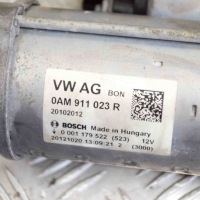 VW AG BON
0AM 911 023 R
20102012
BOSCH Made in Hungary
0 001 179 522 (523) 12V
20121020 13:09:21 2 (3000)